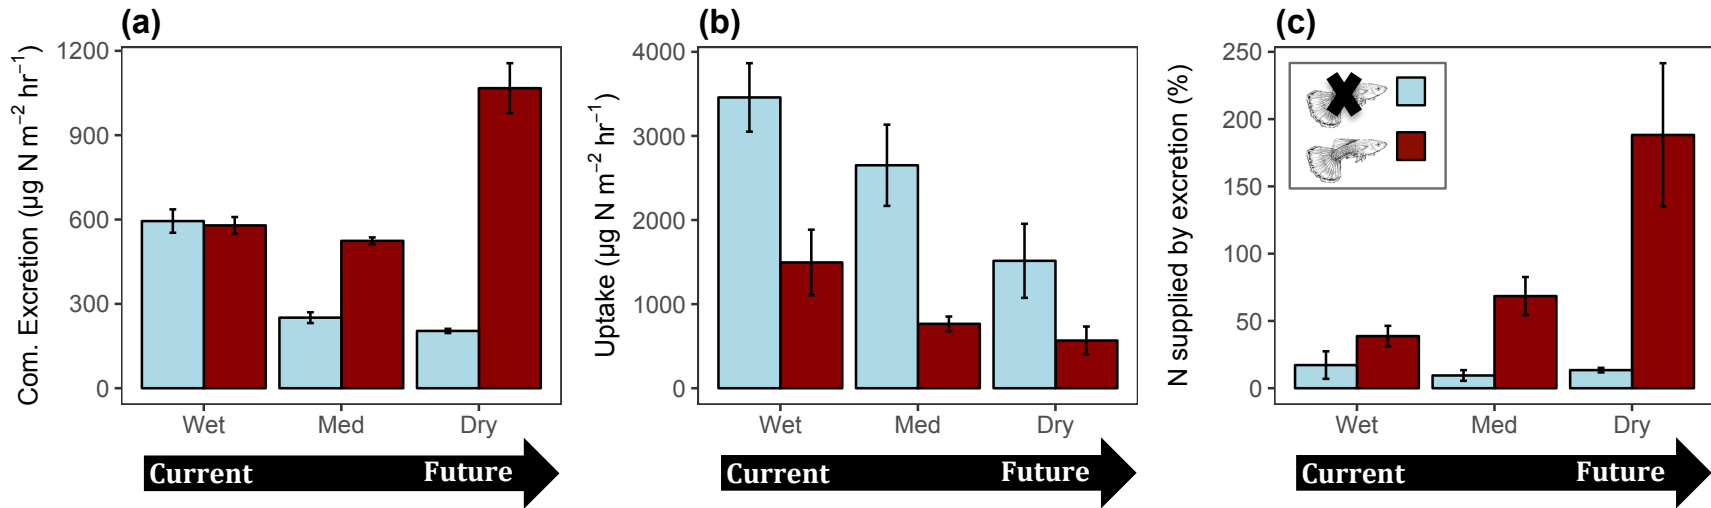 (a)
Com. Excretion (µg N m⁻² hr⁻¹)
1200
900
600
300
0
Wet Med Dry
Current Future
(b)
Uptake (µg N m⁻² hr⁻¹)
4000
3000
2000
1000
0
Wet Med Dry
Current Future
(c)
N supplied by excretion (%)
250
200
150
100
50
0
Wet Med Dry
Current Future